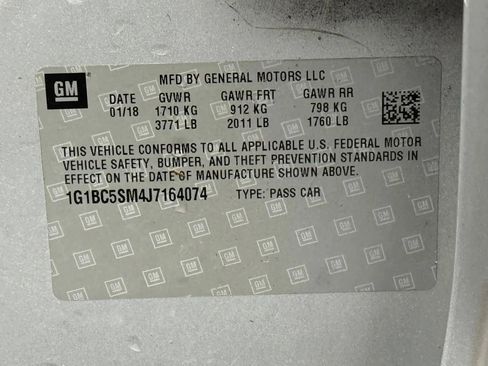 GM
MFD BY GENERAL MOTORS LLC
DATE GVWR GAWR FRT GAWR RR
01/18 1710 KG 912 KG 798 KG
3771 LB 2011 LB 1760 LB
THIS VEHICLE CONFORMS TO ALL APPLICABLE U.S. FEDERAL MOTOR
VEHICLE SAFETY, BUMPER, AND THEFT PREVENTION STANDARDS IN
EFFECT ON THE DATE OF MANUFACTURE SHOWN ABOVE.
1G1BC5SM4J7164074 TYPE: PASS CAR